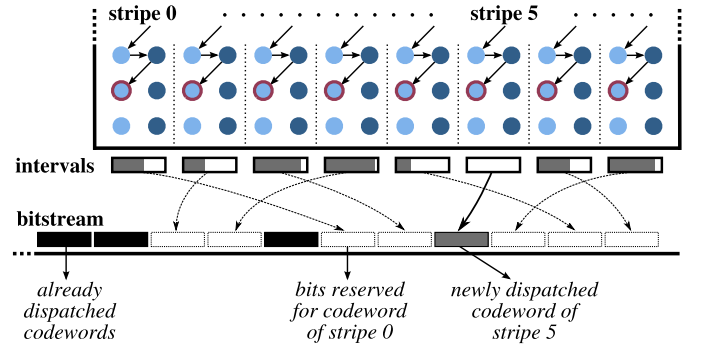 stripe 0 . . . . . . . . . . . . . stripe 5 . . . . .
intervals
bitstream
already
dispatched
codewords
bits reserved
for codeword
of stripe 0
newly dispatched
codeword of
stripe 5